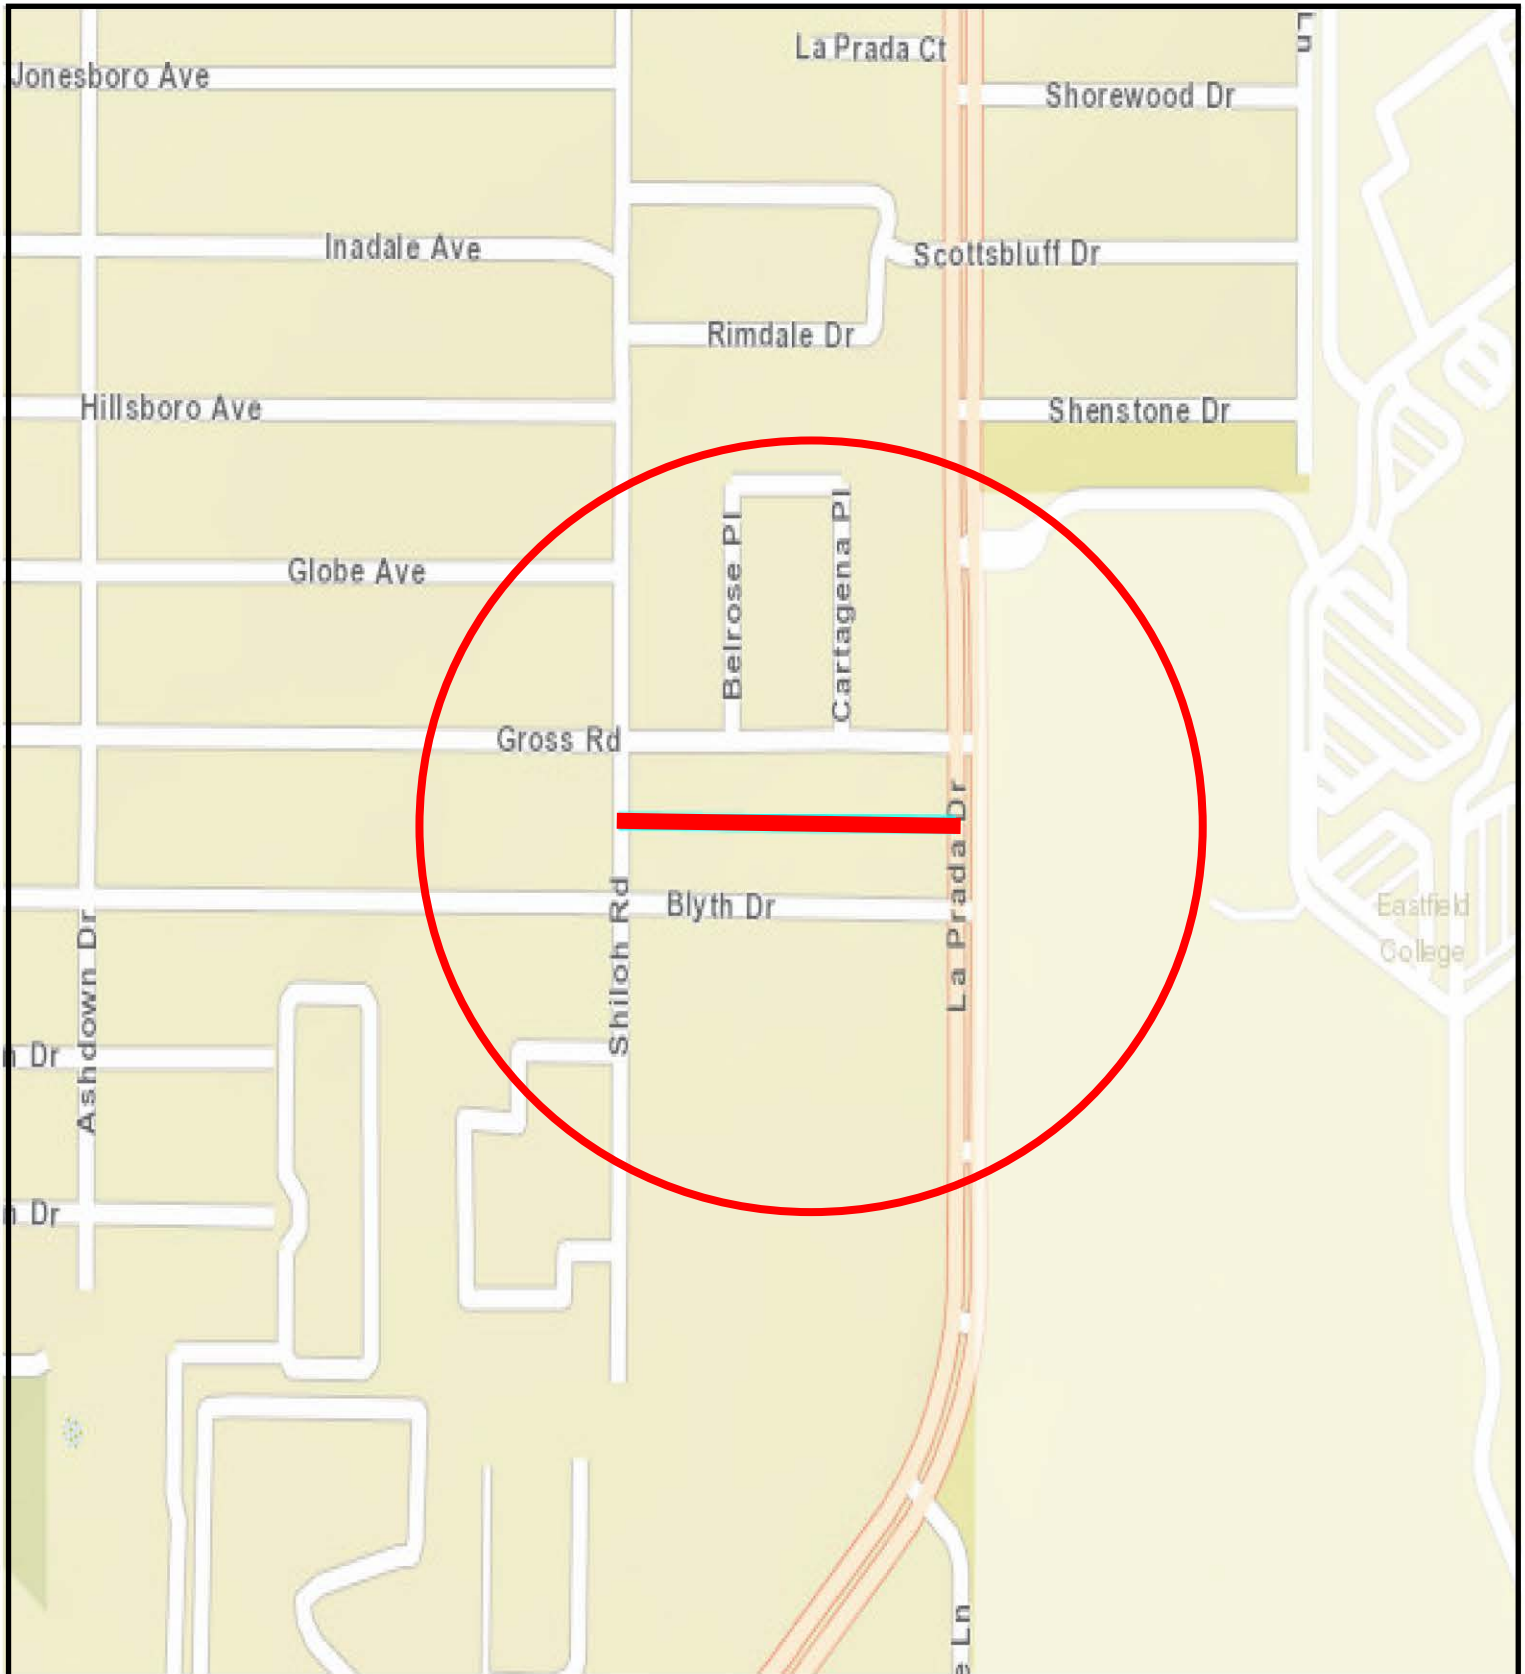 La Prada Ct
Ln
Jonesboro Ave
Shorewood Dr
Inadale Ave
Scottsbluff Dr
Rimdale Dr
Hillsboro Ave
Shenstone Dr
Belrose Pl
Cartagena Pl
Globe Ave
Gross Rd
La Prada Dr
Blyth Dr
Shiloh Rd
Eastfield
College
Ashdown Dr
Dr
Dr
Ln